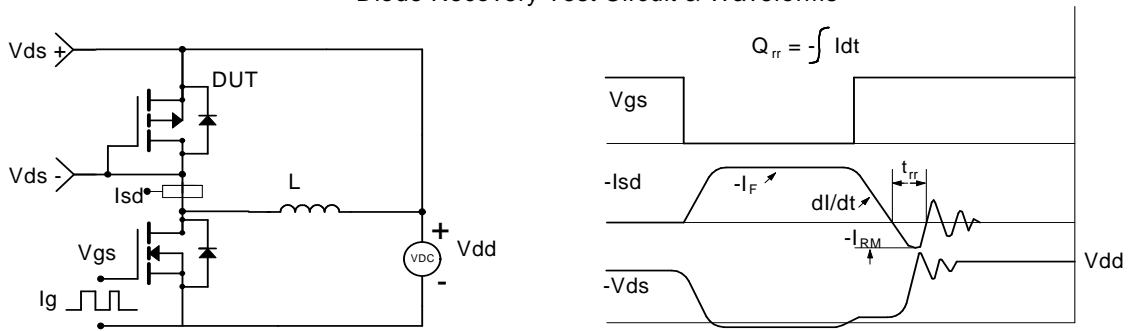 Diode Recovery Test Circuit & Waveforms
Vds +
DUT
Vds -
Isd
L
Vgs
Ig
+
VDC
-
Vdd
Q rr = -∫ Idt
Vgs
-Isd
-I F
dI/dt
t rr
-I RM
Vdd
-Vds